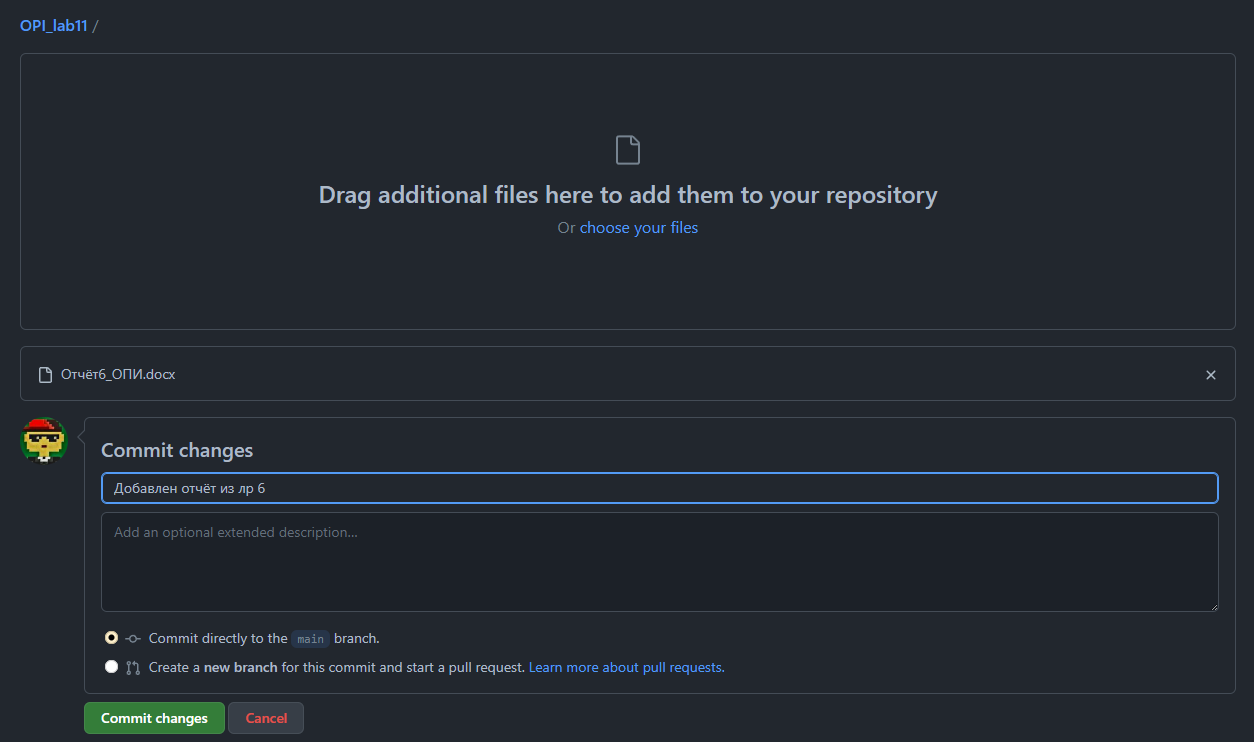 OPI_lab11 /
Drag additional files here to add them to your repository
Or choose your files
Отчёт6_ОПИ.docx
Commit changes
Добавлен отчёт из лр 6
Add an optional extended description...
Commit directly to the main branch.
Create a new branch for this commit and start a pull request. Learn more about pull requests.
Commit changes Cancel